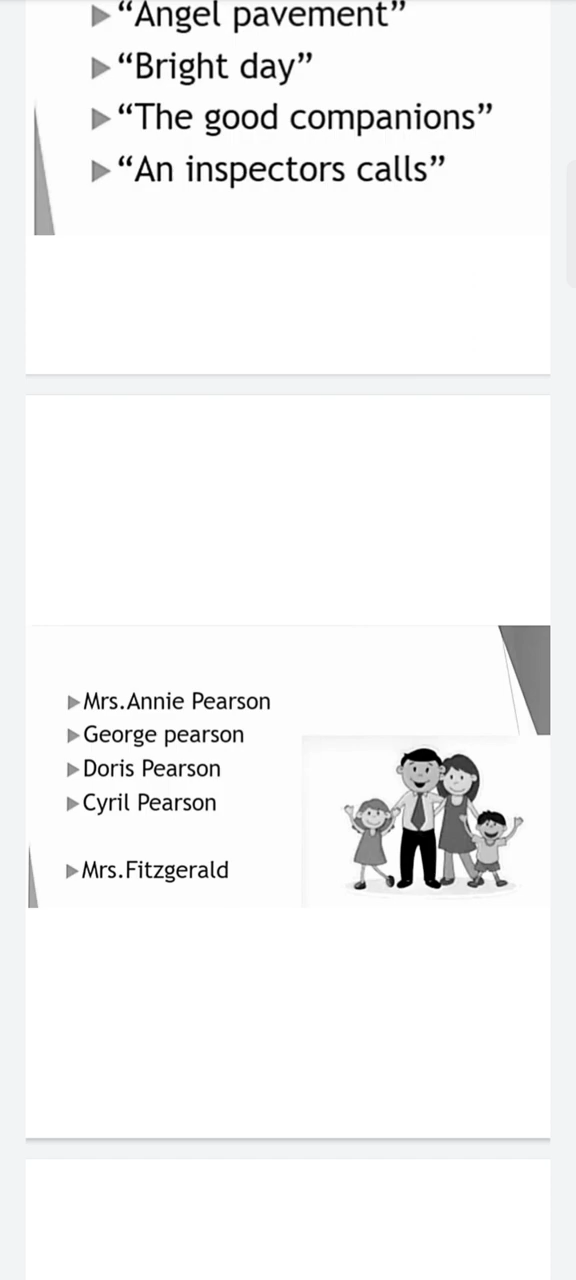 “Angel pavement”
“Bright day”
“The good companions”
“An inspectors calls”
Mrs.Annie Pearson
George pearson
Doris Pearson
Cyril Pearson
Mrs.Fitzgerald